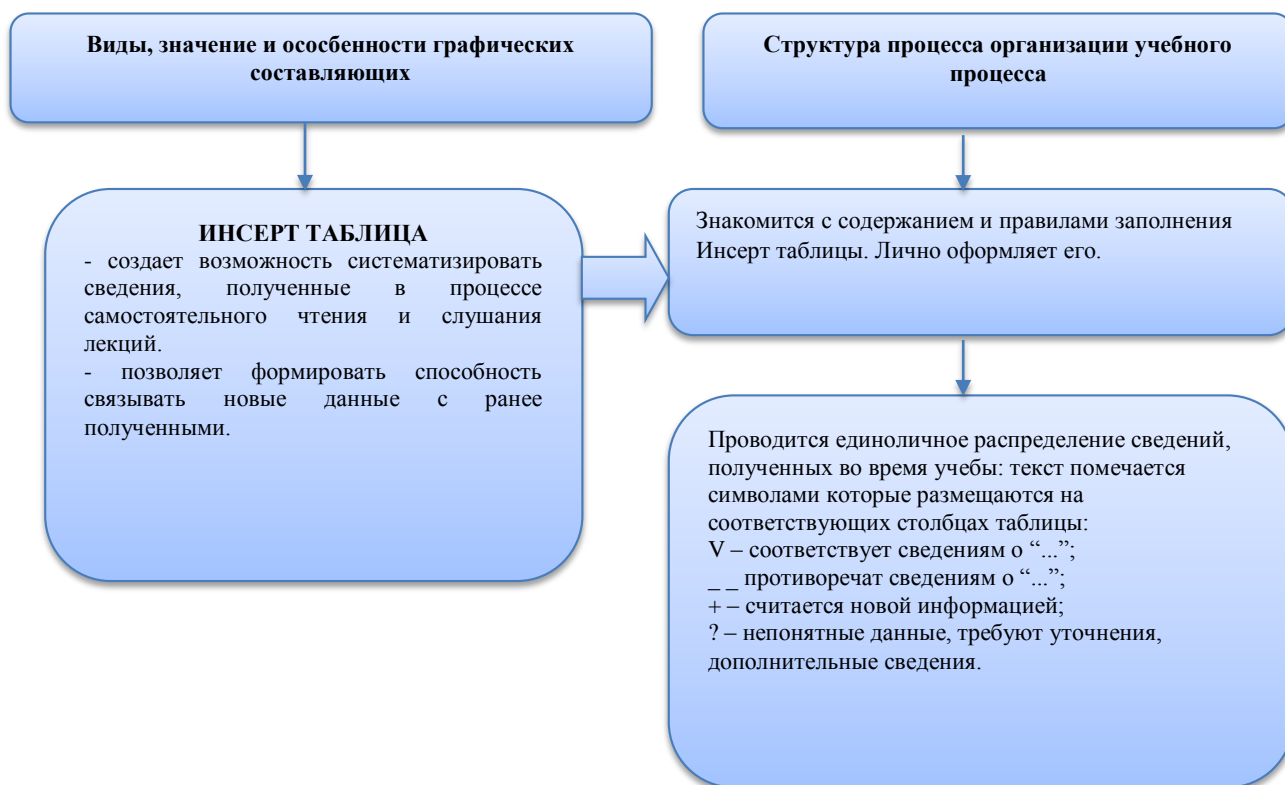 Виды, значение и ососбенности графических
составляющих
Структура процесса организации учебного
процесса
ИНСЕРТ ТАБЛИЦА
- создает возможность систематизировать
сведения, полученные в процессе
самостоятельного чтения и слушания
лекций.
- позволяет формировать способность
связывать новые данные с ранее
полученными.
Знакомится с содержанием и правилами заполнения
Инсерт таблицы. Лично оформляет его.
Проводится единоличное распределение сведений,
полученных во время учебы: текст помечается
символами которые размещаются на
соответствующих столбцах таблицы:
V – соответствует сведениям о “...”;
_ _ противоречат сведениям о “...”;
+ – считается новой информацией;
? – непонятные данные, требуют уточнения,
дополнительные сведения.